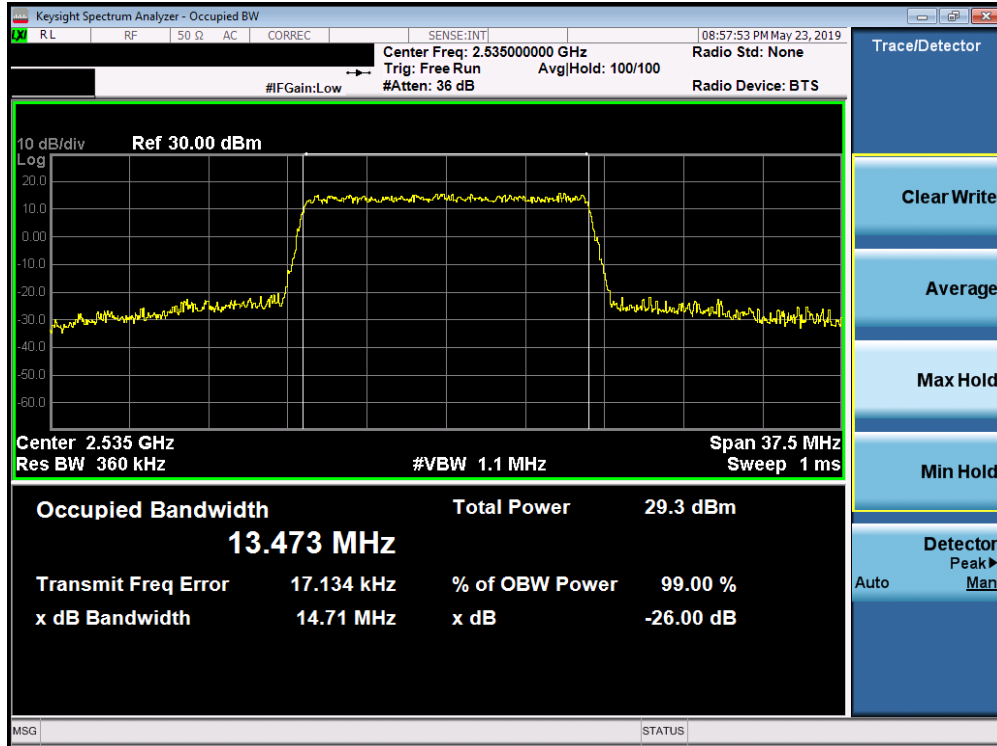 Keysight Spectrum Analyzer - Occupied BW
LXI RL RF 50 Ω AC CORREC SENSE:INT 08:57:53 PM May 23, 2019
Center Freq: 2.535000000 GHz Radio Std: None
Trig: Free Run Avg|Hold: 100/100
#IFGain:Low #Atten: 36 dB Radio Device: BTS
10 dB/div Ref 30.00 dBm
Log
20.0
10.0
0.00
-10.0
-20.0
-30.0
-40.0
-50.0
-60.0
Center 2.535 GHz Span 37.5 MHz
Res BW 360 kHz #VBW 1.1 MHz Sweep 1 ms
Occupied Bandwidth Total Power 29.3 dBm
13.473 MHz
Transmit Freq Error 17.134 kHz % of OBW Power 99.00 %
x dB Bandwidth 14.71 MHz x dB -26.00 dB
MSG STATUS
Trace/Detector
Clear Write
Average
Max Hold
Min Hold
Detector
Peak▶
Auto Man